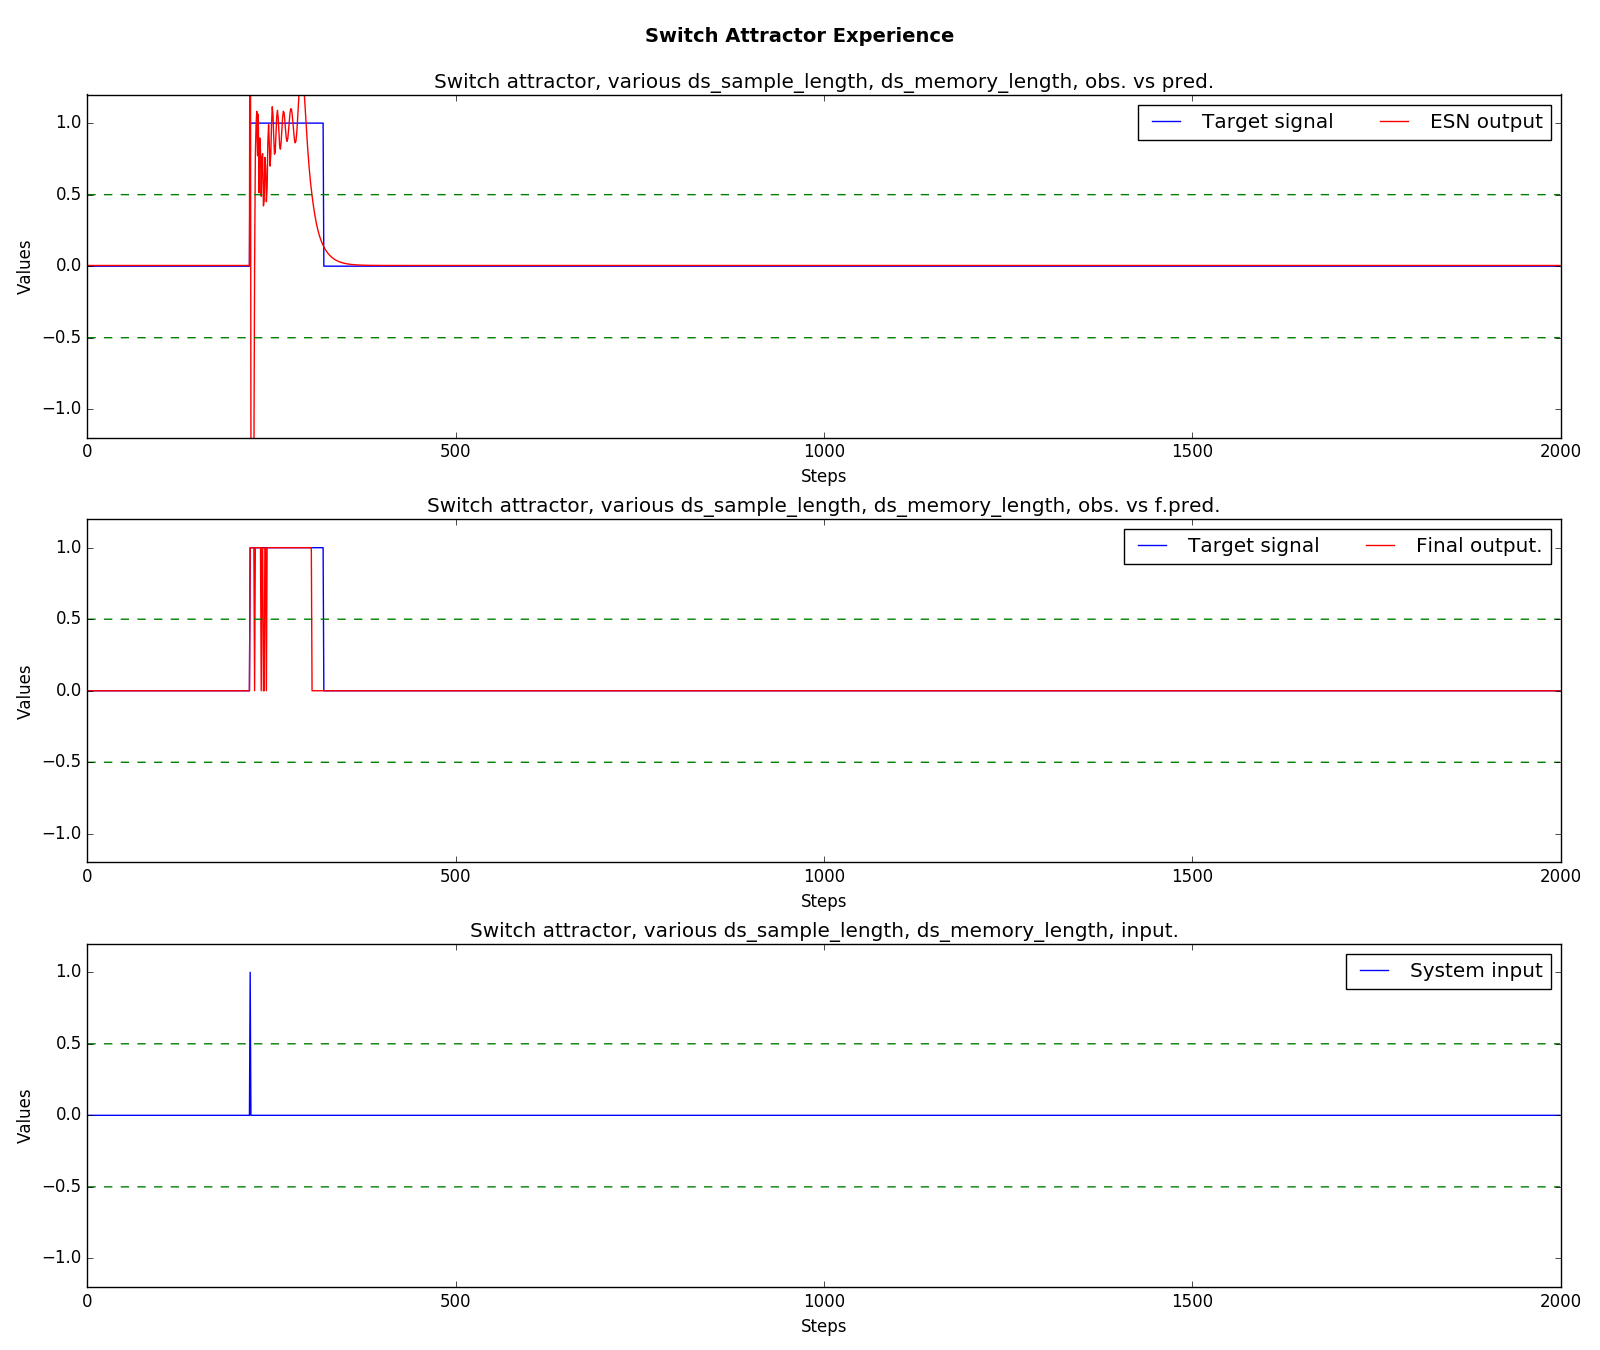 Switch Attractor Experience
Switch attractor, various ds_sample_length, ds_memory_length, obs. vs pred.
Target signal ESN output
1.0
0.5
0.0
−0.5
−1.0
Values
0 500 1000 1500 2000
Steps
Switch attractor, various ds_sample_length, ds_memory_length, obs. vs f.pred.
Target signal Final output.
1.0
0.5
0.0
−0.5
−1.0
Values
0 500 1000 1500 2000
Steps
Switch attractor, various ds_sample_length, ds_memory_length, input.
System input
1.0
0.5
0.0
−0.5
−1.0
Values
0 500 1000 1500 2000
Steps